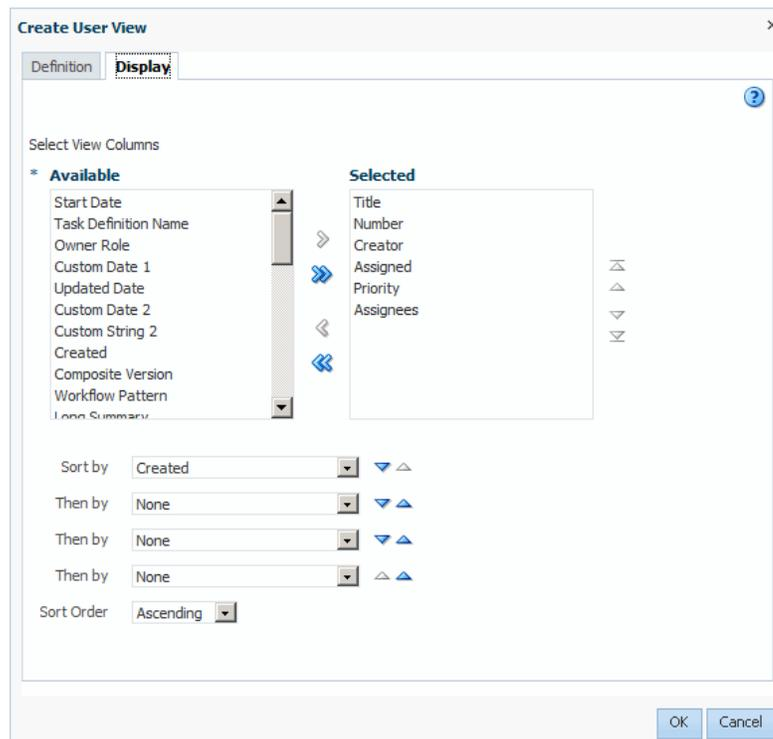 Create User View
Definition Display
Select View Columns
* Available Selected
Start Date Title
Task Definition Name Number
Owner Role Creator
Custom Date 1 Assigned
Updated Date Priority
Custom Date 2 Assignees
Custom String 2
Created
Composite Version
Workflow Pattern
Long Summary
Sort by Created
Then by None
Then by None
Then by None
Sort Order Ascending
OK Cancel